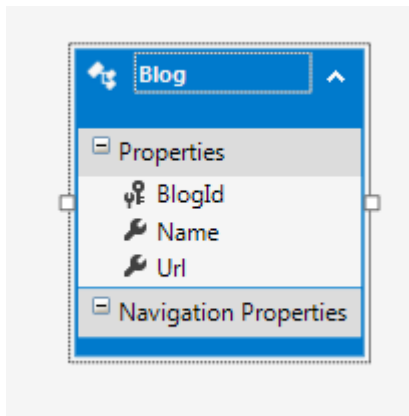 Blog
Properties
BlogId
Name
Url
Navigation Properties